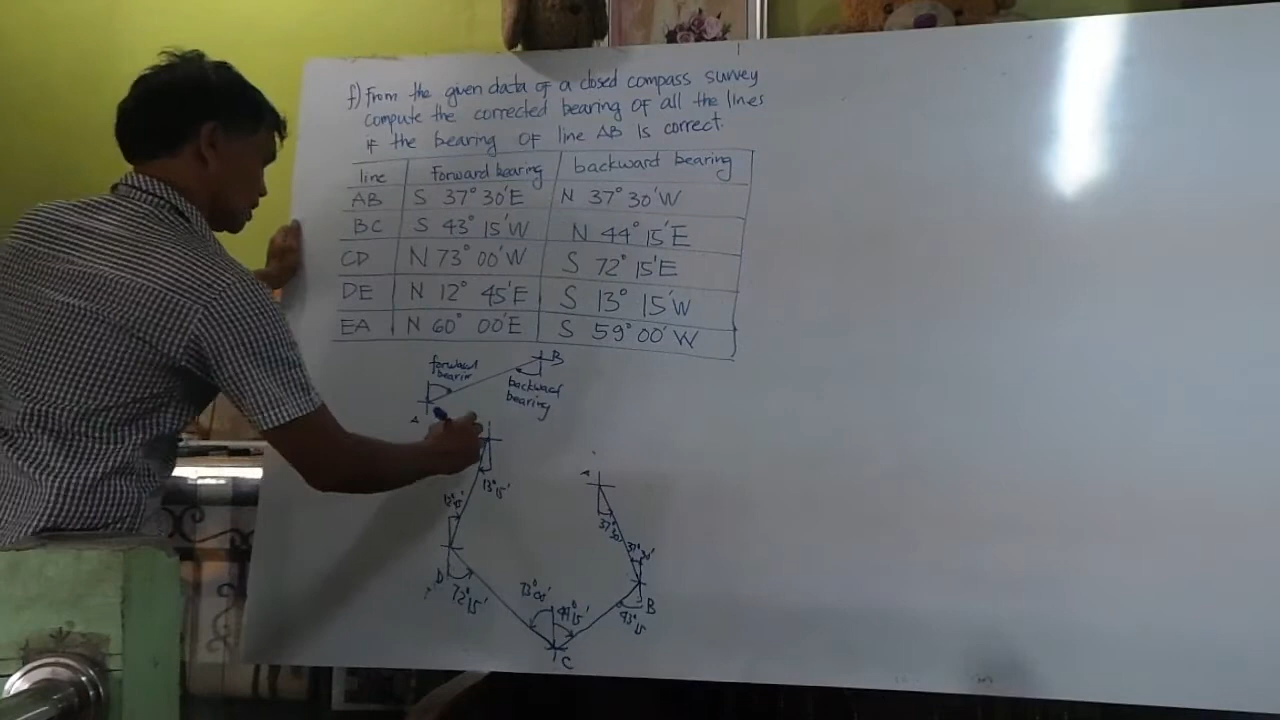 f) From the given data of a closed compass survey
compute the corrected bearing of all the lines
if the bearing of line AB is correct.
line Forward bearing backward bearing
AB S 37° 30'E N 37° 30'W
BC S 43° 15'W N 44° 15'E
CD N 73° 00'W S 72° 15'E
DE N 12° 45'E S 13° 15'W
EA N 60° 00'E S 59° 00'W
forward
bearin
B
backward
bearing
A
13° 15'
A
37° 30'
37° 30'
D
72° 15'
73° 00'
44° 15'
B
43° 15'
C